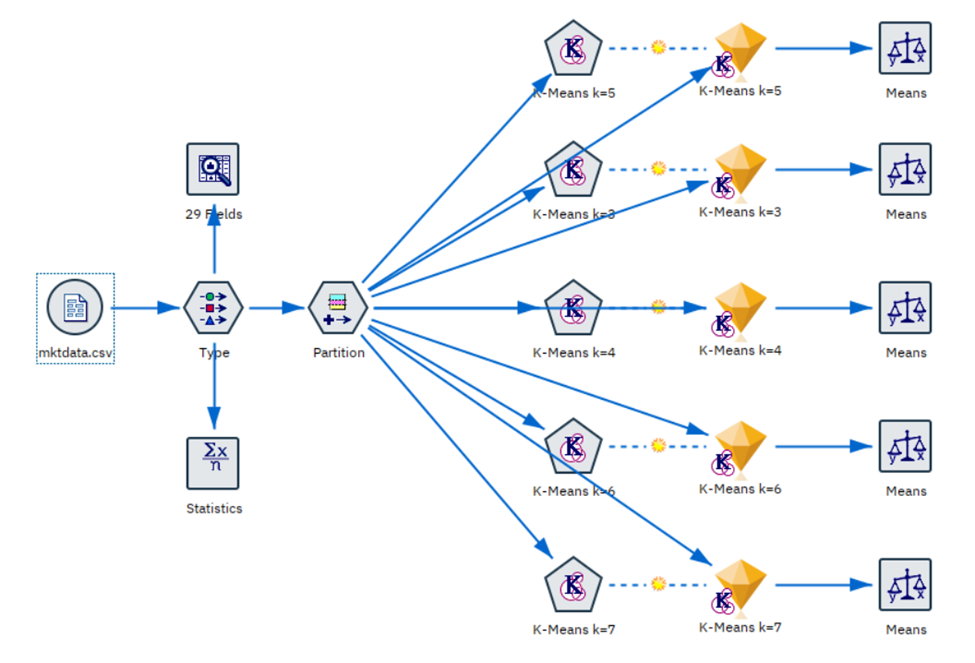 K-Means k=5
K-Means k=5
Means
29 Fields
K-Means k=3
K-Means k=3
Means
mktdata.csv
Type
Partition
K-Means k=4
K-Means k=4
Means
Σx
n
Statistics
K-Means k=6
K-Means k=6
Means
K-Means k=7
K-Means k=7
Means